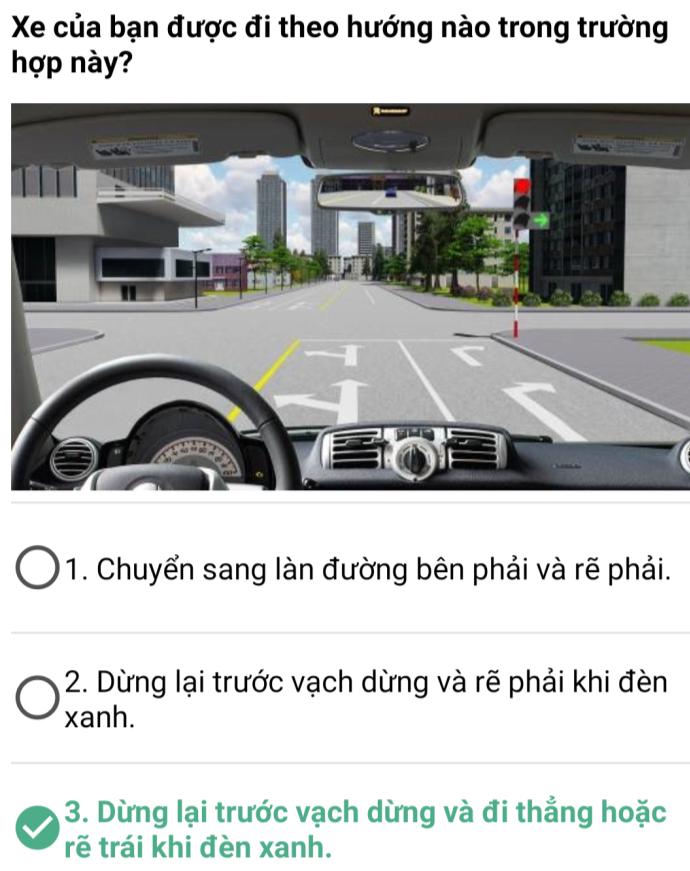 Xe của bạn được đi theo hướng nào trong trường
hợp này?
1. Chuyển sang làn đường bên phải và rẽ phải.
2. Dừng lại trước vạch dừng và rẽ phải khi đèn
xanh.
3. Dừng lại trước vạch dừng và đi thẳng hoặc
rẽ trái khi đèn xanh.